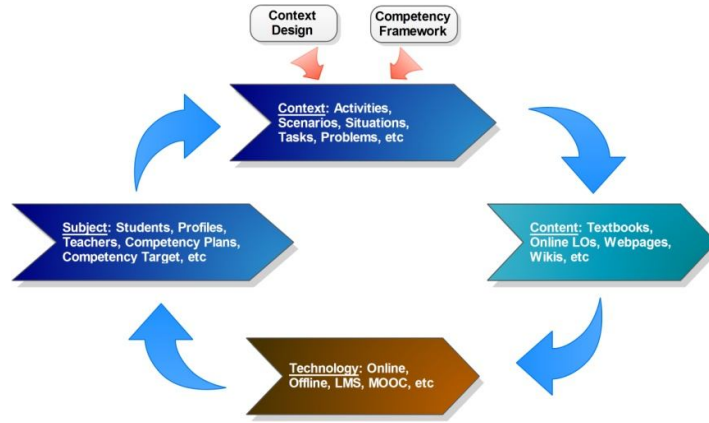 Context
Design
Competency
Framework
Context: Activities,
Scenarios, Situations,
Tasks, Problems, etc
Subject: Students, Profiles,
Teachers, Competency Plans,
Competency Target, etc
Content: Textbooks,
Online LOs, Webpages,
Wikis, etc
Technology: Online,
Offline, LMS, MOOC, etc